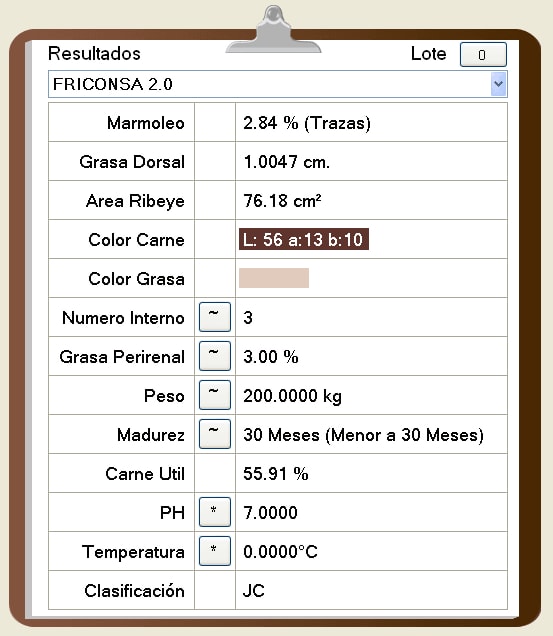 Resultados Lote 0
FRICONSA 2.0
Marmoleo 2.84 % (Trazas)
Grasa Dorsal 1.0047 cm.
Area Ribeye 76.18 cm²
Color Carne L: 56 a:13 b:10
Color Grasa
Numero Interno ~ 3
Grasa Perirenal ~ 3.00 %
Peso ~ 200.0000 kg
Madurez ~ 30 Meses (Menor a 30 Meses)
Carne Util 55.91 %
PH * 7.0000
Temperatura * 0.0000°C
Clasificación JC